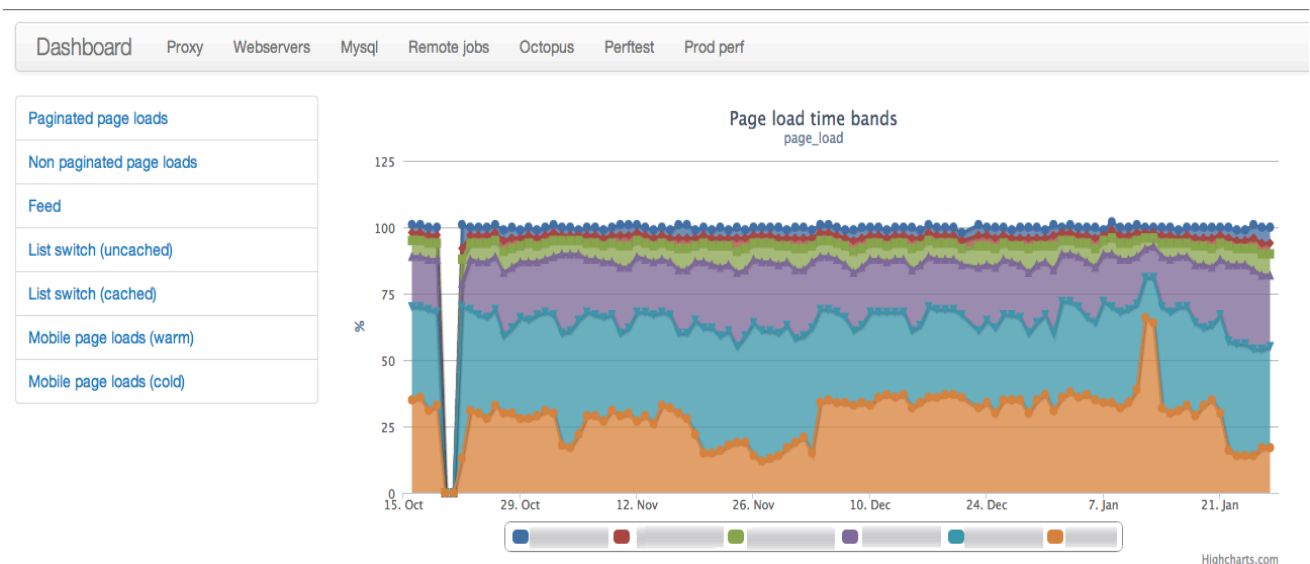 Dashboard Proxy Webservers Mysql Remote jobs Octopus Perftest Prod perf
Paginated page loads
Non paginated page loads
Feed
List switch (uncached)
List switch (cached)
Mobile page loads (warm)
Mobile page loads (cold)
Page load time bands
page_load
125
100
75
50
25
0
%
15. Oct 29. Oct 12. Nov 26. Nov 10. Dec 24. Dec 7. Jan 21. Jan
Highcharts.com